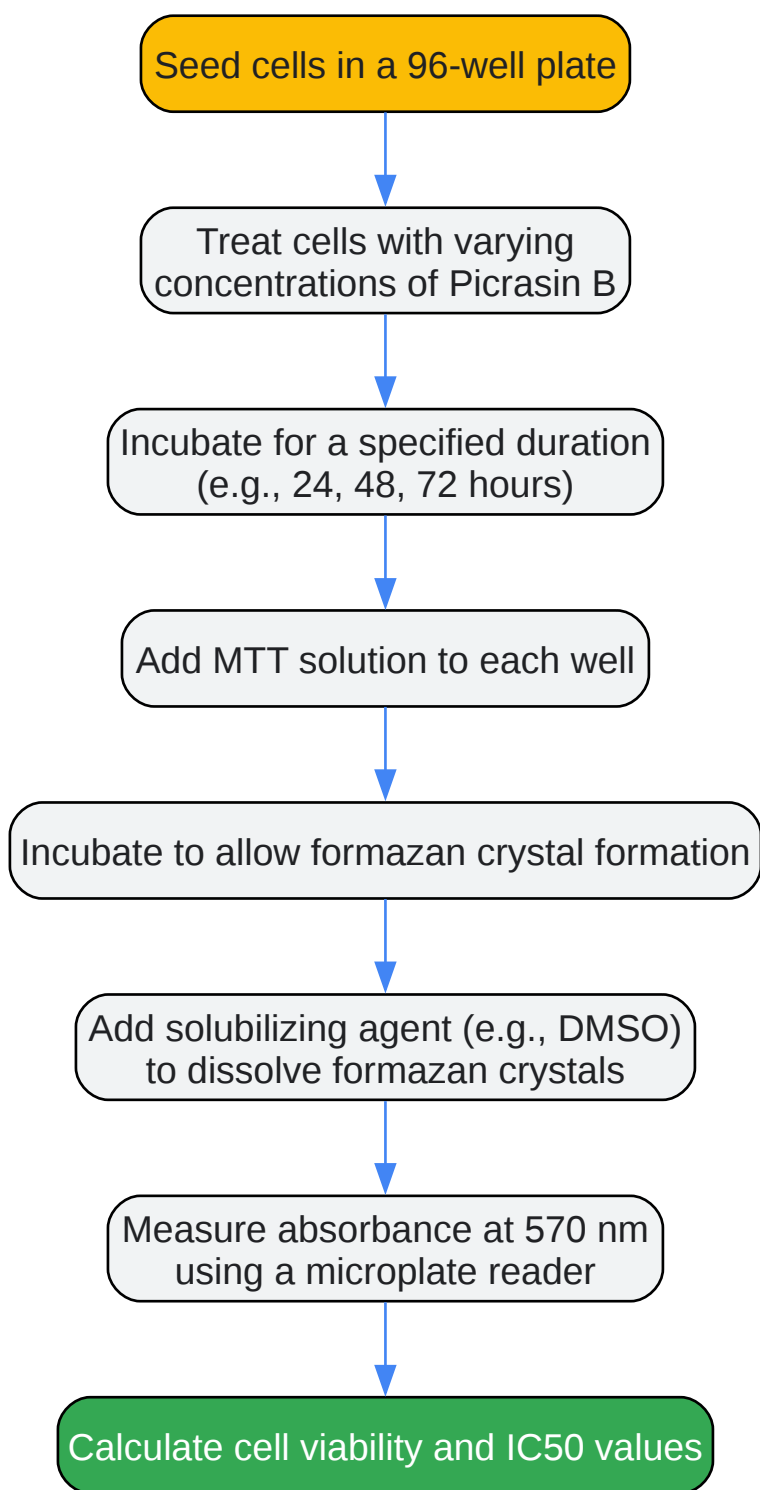 Seed cells in a 96-well plate
Treat cells with varying
concentrations of Picrasin B
Incubate for a specified duration
(e.g., 24, 48, 72 hours)
Add MTT solution to each well
Incubate to allow formazan crystal formation
Add solubilizing agent (e.g., DMSO)
to dissolve formazan crystals
Measure absorbance at 570 nm
using a microplate reader
Calculate cell viability and IC50 values